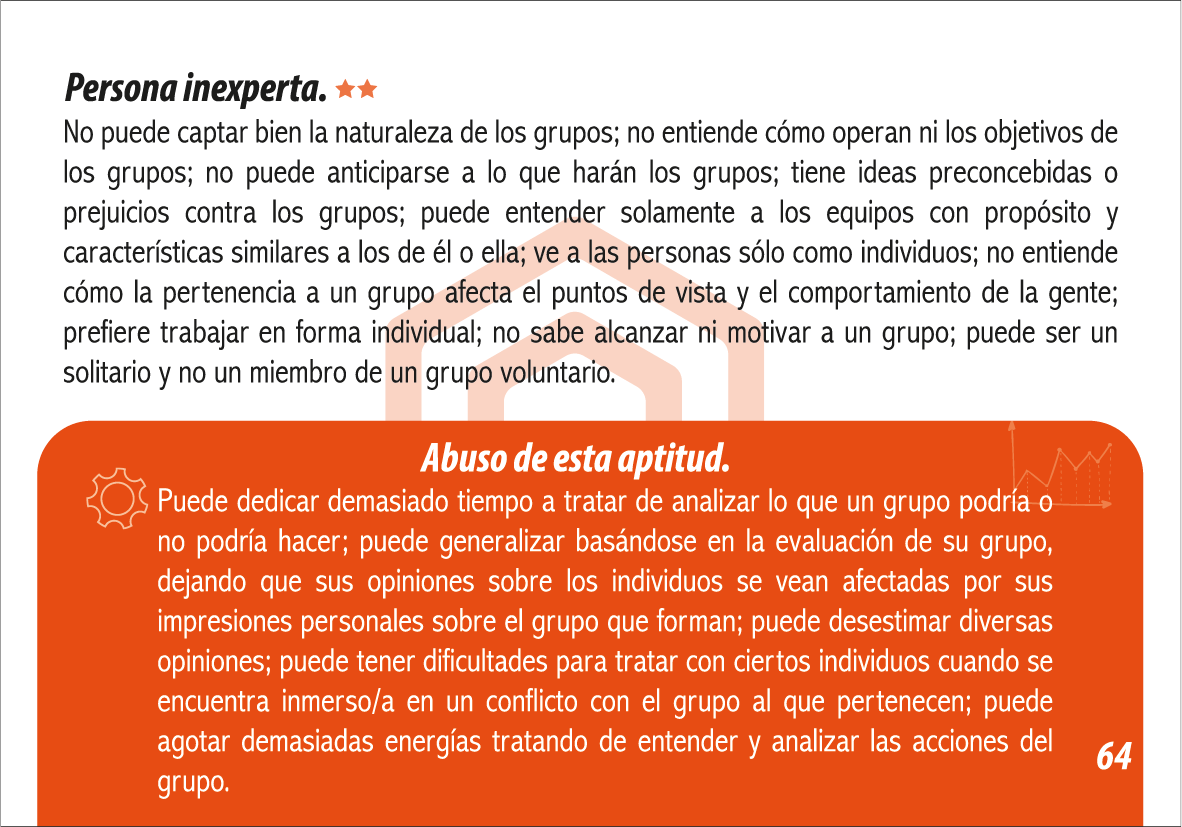 Persona inexperta.
No puede captar bien la naturaleza de los grupos; no entiende cómo operan ni los objetivos de
los grupos; no puede anticiparse a lo que harán los grupos; tiene ideas preconcebidas o
prejuicios contra los grupos; puede entender solamente a los equipos con propósito y
características similares a los de él o ella; ve a las personas sólo como individuos; no entiende
cómo la pertenencia a un grupo afecta el puntos de vista y el comportamiento de la gente;
prefiere trabajar en forma individual; no sabe alcanzar ni motivar a un grupo; puede ser un
solitario y no un miembro de un grupo voluntario.
Abuso de esta aptitud.
Puede dedicar demasiado tiempo a tratar de analizar lo que un grupo podría o
no podría hacer; puede generalizar basándose en la evaluación de su grupo,
dejando que sus opiniones sobre los individuos se vean afectadas por sus
impresiones personales sobre el grupo que forman; puede desestimar diversas
opiniones; puede tener dificultades para tratar con ciertos individuos cuando se
encuentra inmerso/a en un conflicto con el grupo al que pertenecen; puede
agotar demasiadas energías tratando de entender y analizar las acciones del
grupo.
64